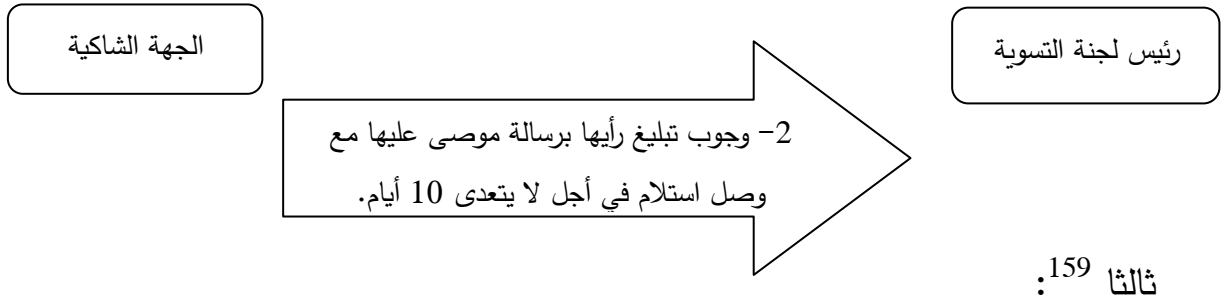 رئيس لجنة التسوية
الجهة الشاكية
2- وجوب تبليغ رأيها برسالة موصى عليها مع
وصل استلام في أجل لا يتعدى 10 أيام.
ثالثا 159: